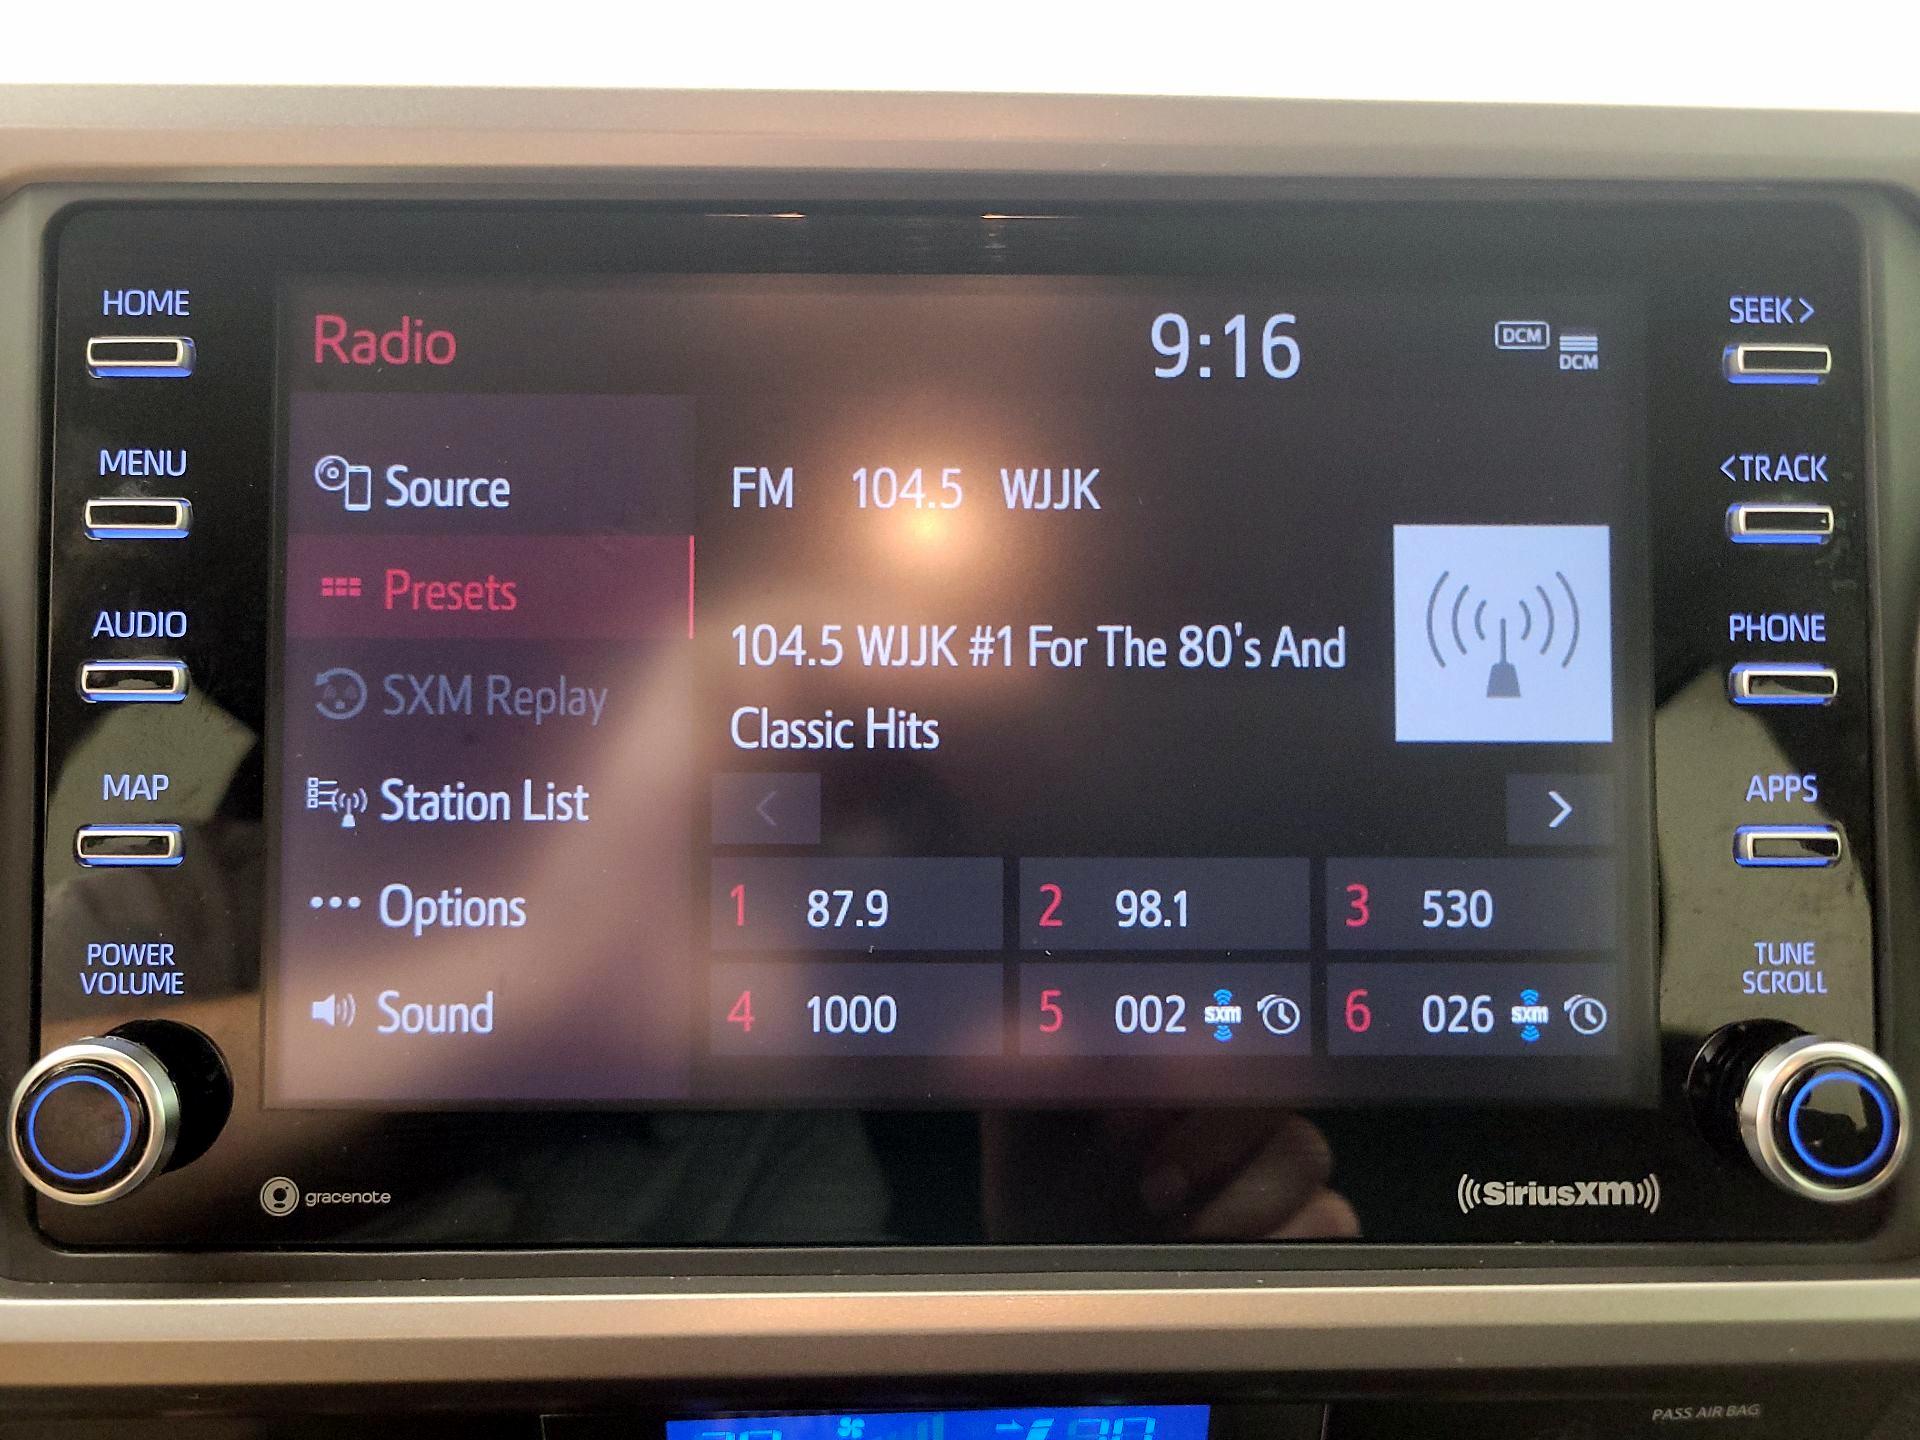 HOME
MENU
AUDIO
MAP
POWER
VOLUME
Radio
9:16
DCM
DCM
Source
Presets
SXM Replay
Station List
Options
Sound
FM 104.5 WJJK
104.5 WJJK #1 For The 80's And
Classic Hits
<
>
1 87.9
2 98.1
3 530
4 1000
5 002 sxm
6 026 sxm
SEEK >
< TRACK
PHONE
APPS
TUNE
SCROLL
gracenote
((SiriusXM))
PASS AIR BAG